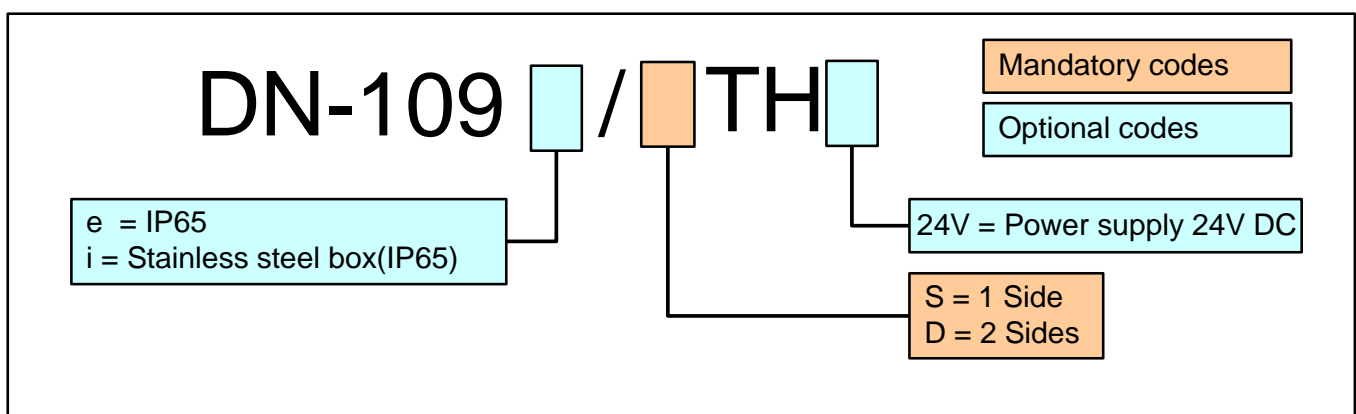 DN-109 / TH
Mandatory codes
Optional codes
e = IP65
i = Stainless steel box(IP65)
24V = Power supply 24V DC
S = 1 Side
D = 2 Sides